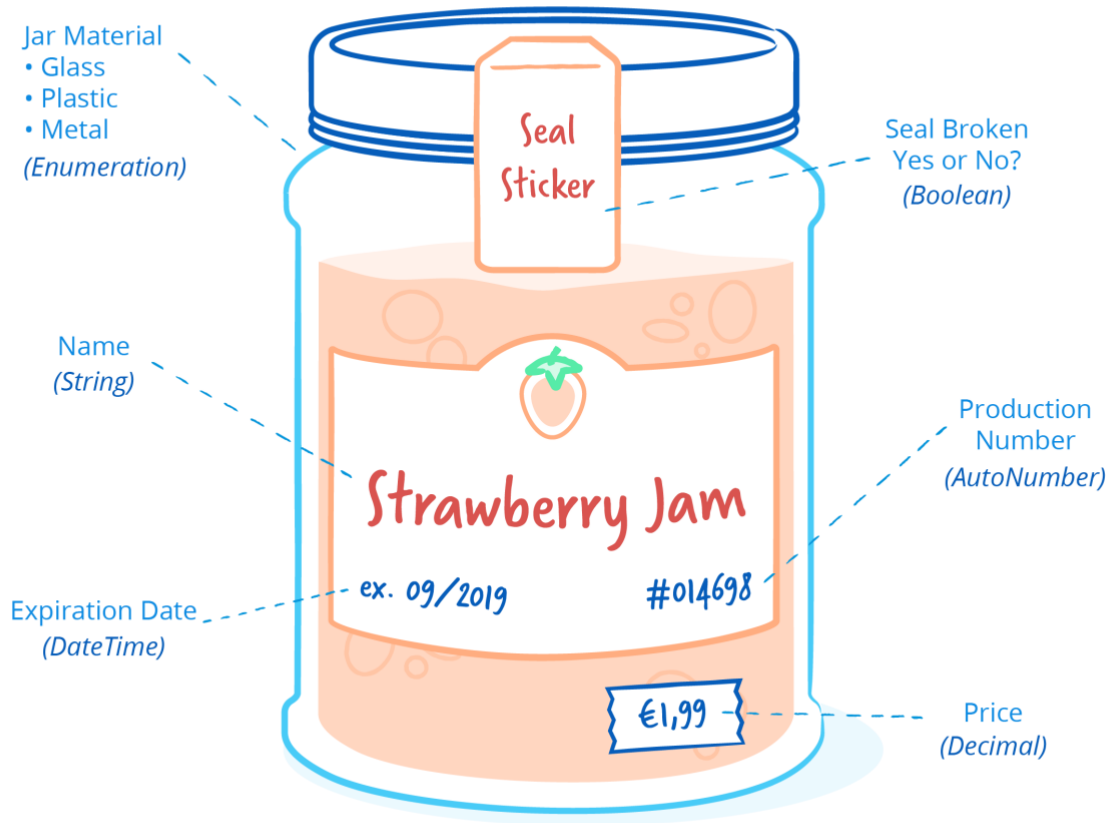 Jar Material
• Glass
• Plastic
• Metal
(Enumeration)
Seal
Sticker
Seal Broken
Yes or No?
(Boolean)
Name
(String)
Production
Number
(AutoNumber)
Strawberry Jam
ex. 09/2019
#014698
Expiration Date
(DateTime)
€1,99
Price
(Decimal)